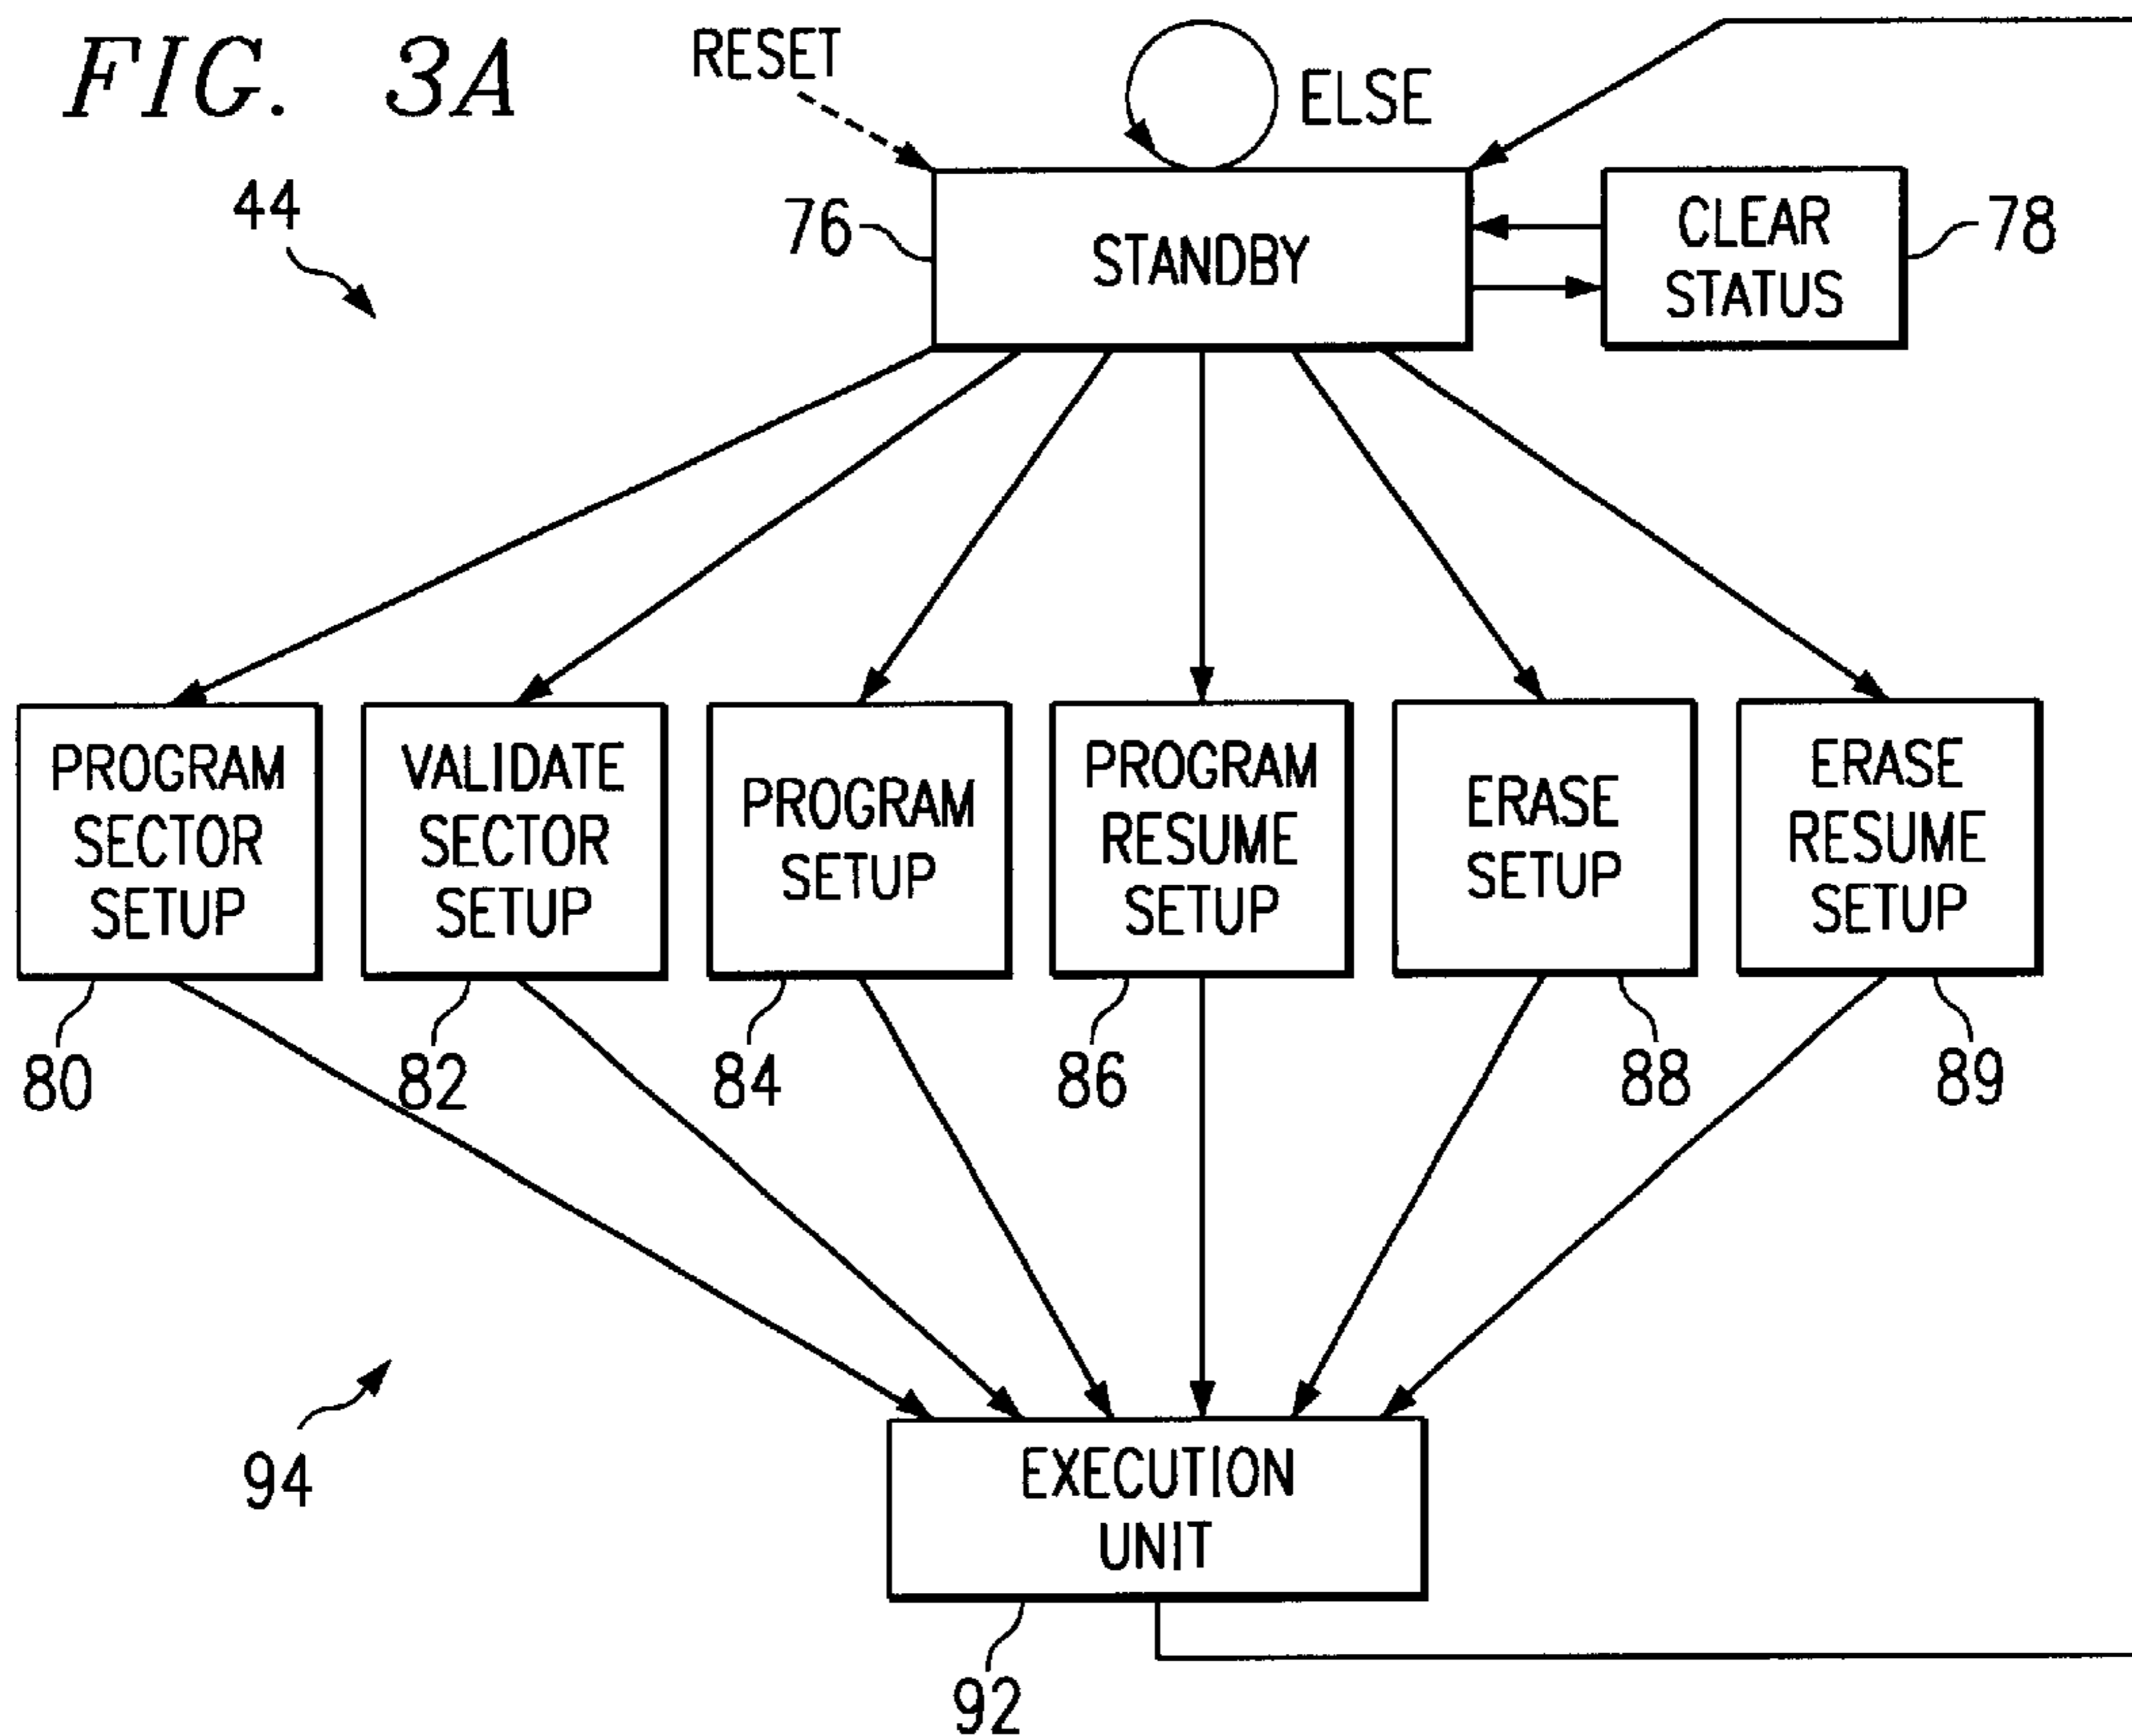 FIG. 3A
RESET
ELSE
44
76
STANDBY
CLEAR
STATUS
78
PROGRAM
SECTOR
SETUP
VALIDATE
SECTOR
SETUP
PROGRAM
SETUP
PROGRAM
RESUME
SETUP
ERASE
SETUP
ERASE
RESUME
SETUP
80
82
84
86
88
89
94
EXECUTION
UNIT
92